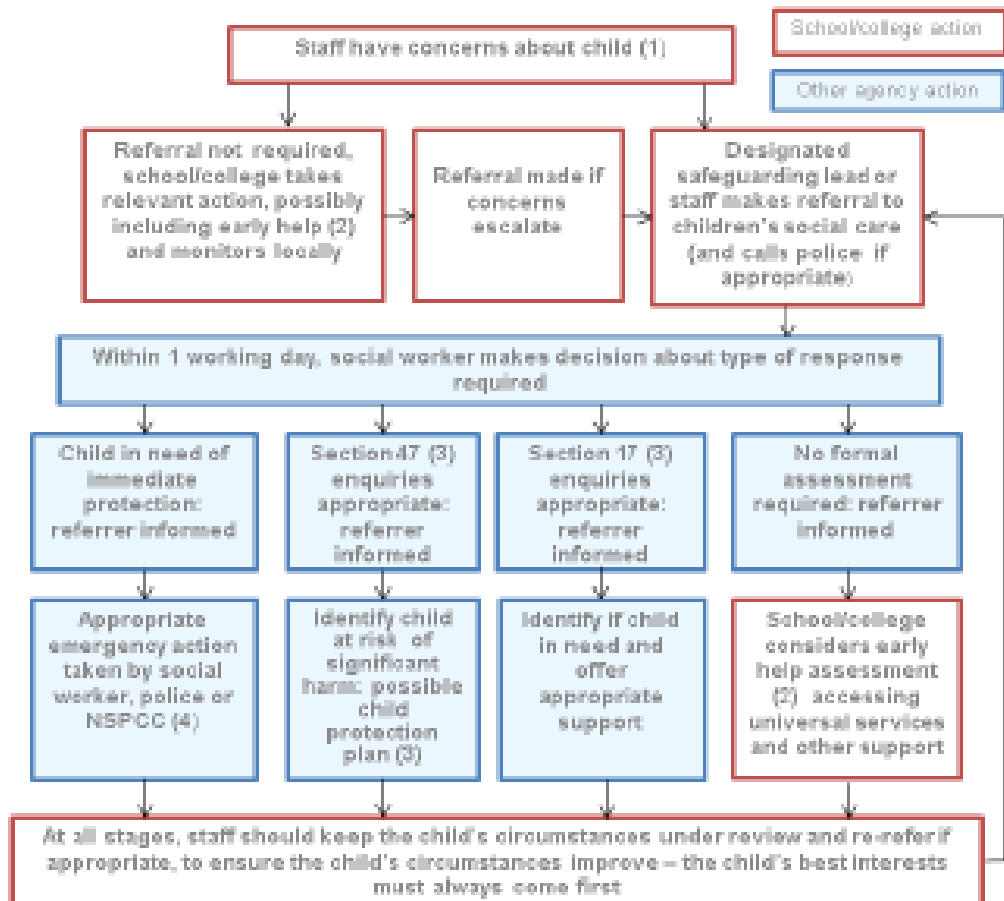 School/college action
Staff have concerns about child (1)
Other agency action
Referral not required,
school/college takes
relevant action, possibly
including early help (2)
and monitors locally
Referral made if
concerns
escalate
Designated
safeguarding lead or
staff makes referral to
children's social care
(and calls police if
appropriate)
Within 1 working day, social worker makes decision about type of response
required
Child in need of
immediate
protection:
referrer informed
Section 47 (3)
enquiries
appropriate:
referrer
informed
Section 17 (3)
enquiries
appropriate:
referrer
informed
No formal
assessment
required: referrer
informed
Appropriate
emergency action
taken by social
worker, police or
NSPCC (4)
Identify child
at risk of
significant
harm: possible
child
protection
plan (3)
Identify if child
in need and
offer
appropriate
support
School/college
considers early
help assessment
(2) accessing
universal services
and other support
At all stages, staff should keep the child's circumstances under review and re-refer if
appropriate, to ensure the child's circumstances improve – the child's best interests
must always come first